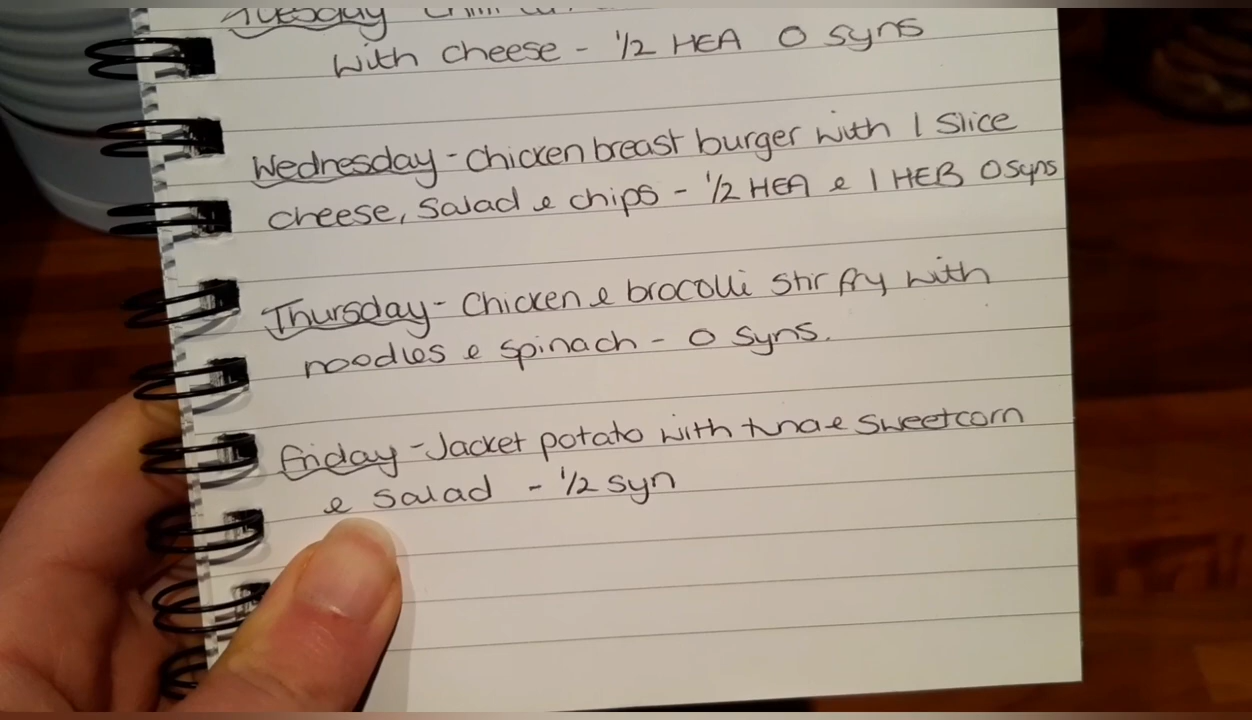 Tuesday
with cheese - 1/2 HEA 0 syns
Wednesday - Chicken breast burger with 1 Slice
cheese, Salad e chips - 1/2 HEA e 1 HEB 0 syns
Thursday - Chicken e brocolli stir fry with
noodles e spinach - 0 syns.
Friday - Jacket potato with tuna e sweetcorn
e salad - 1/2 syn